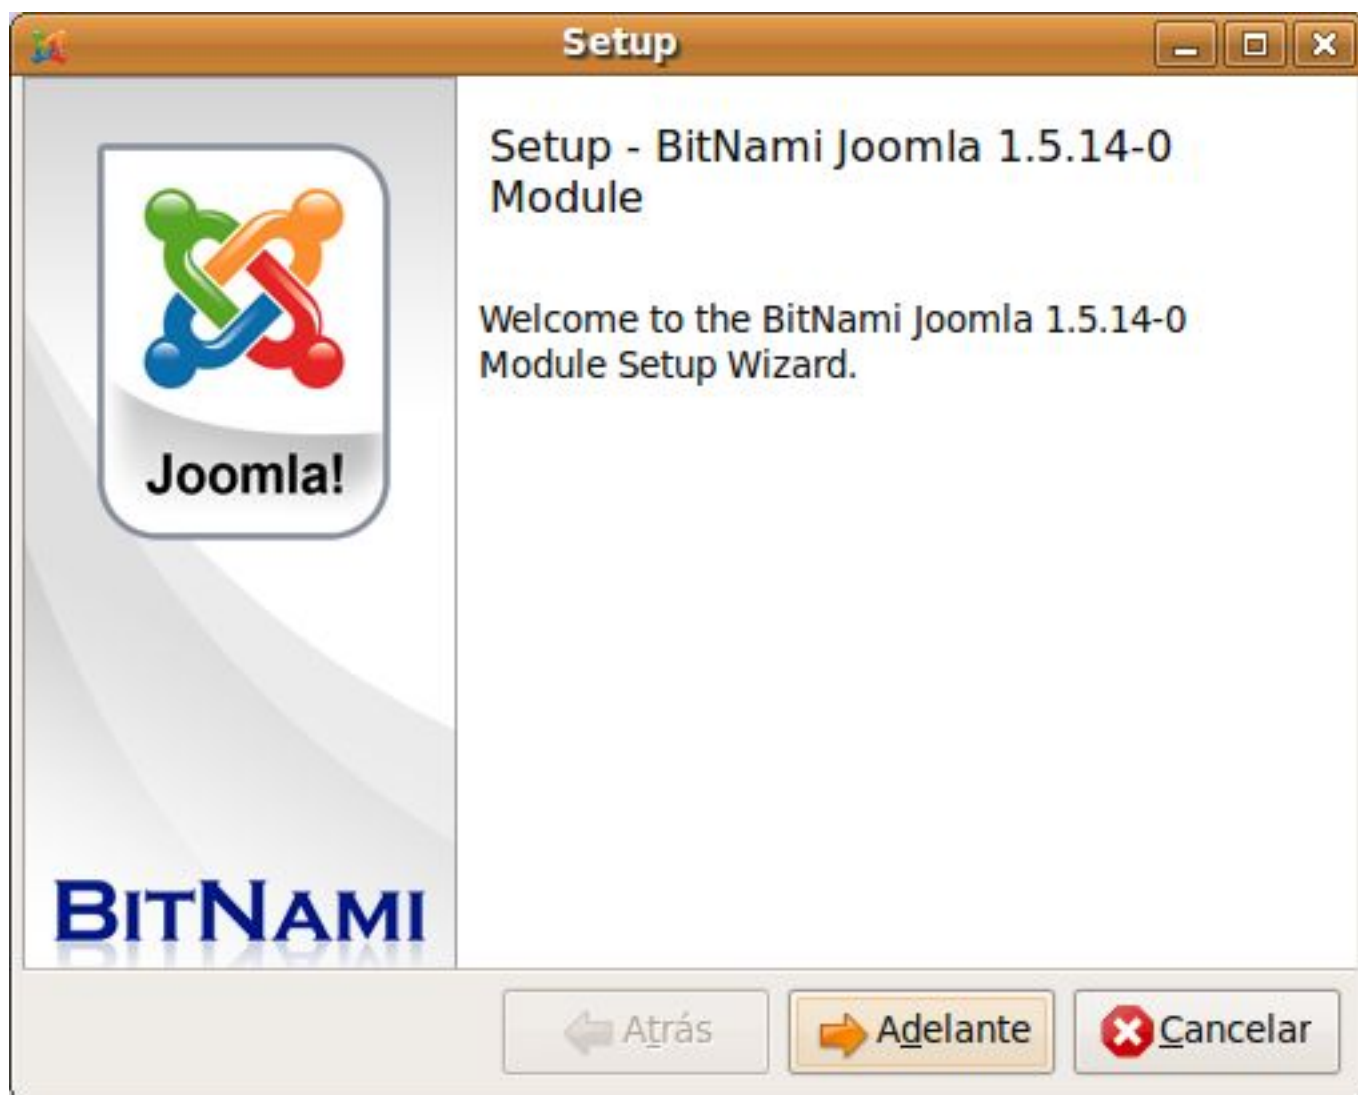 Setup
Setup - BitNami Joomla 1.5.14-0
Module
Welcome to the BitNami Joomla 1.5.14-0
Module Setup Wizard.
Joomla!
BITNAMI
Atrás
Adelante
Cancelar